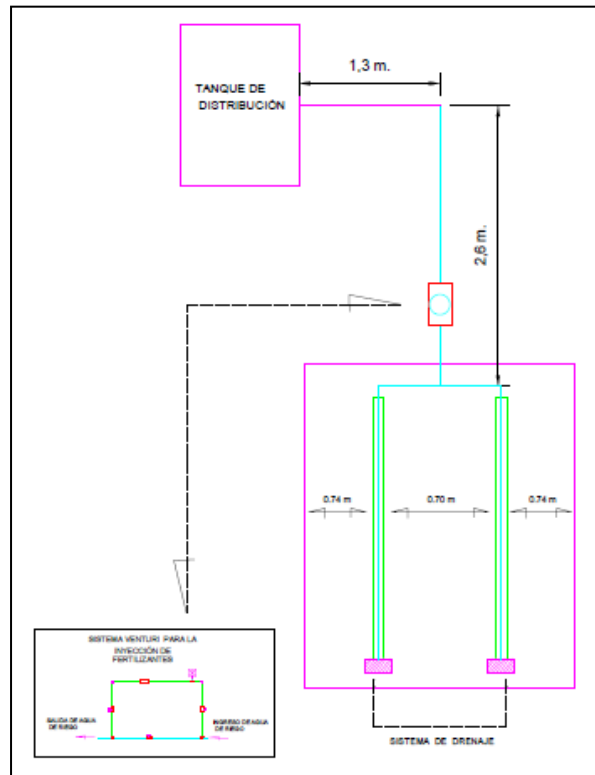 1,3 m.
TANQUE DE
DISTRIBUCIÓN
2,6 m.
0.74 m
0.70 m
0.74 m
SISTEMA VENTURI PARA LA
INYECCIÓN DE
FERTILIZANTES
SALIDA DE AGUA
DE RIEGO
INGRESO DE AGUA
DE RIEGO
SISTEMA DE DRENAJE